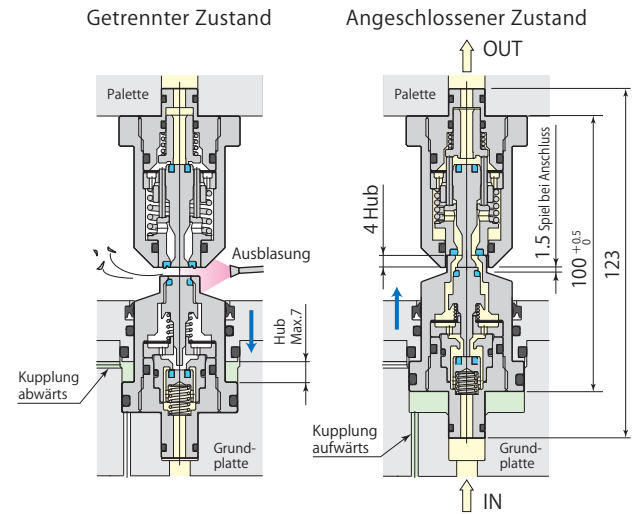 Getrennter Zustand
Angeschlossener Zustand
OUT
Palette
Palette
Ausblasung
4 Hub
1.5 Spiel bei Anschluss
100 +0.5 0
123
Hub
Max.7
Kupplung
abwärts
Kupplung
aufwärts
Grund-
platte
Grund-
platte
IN